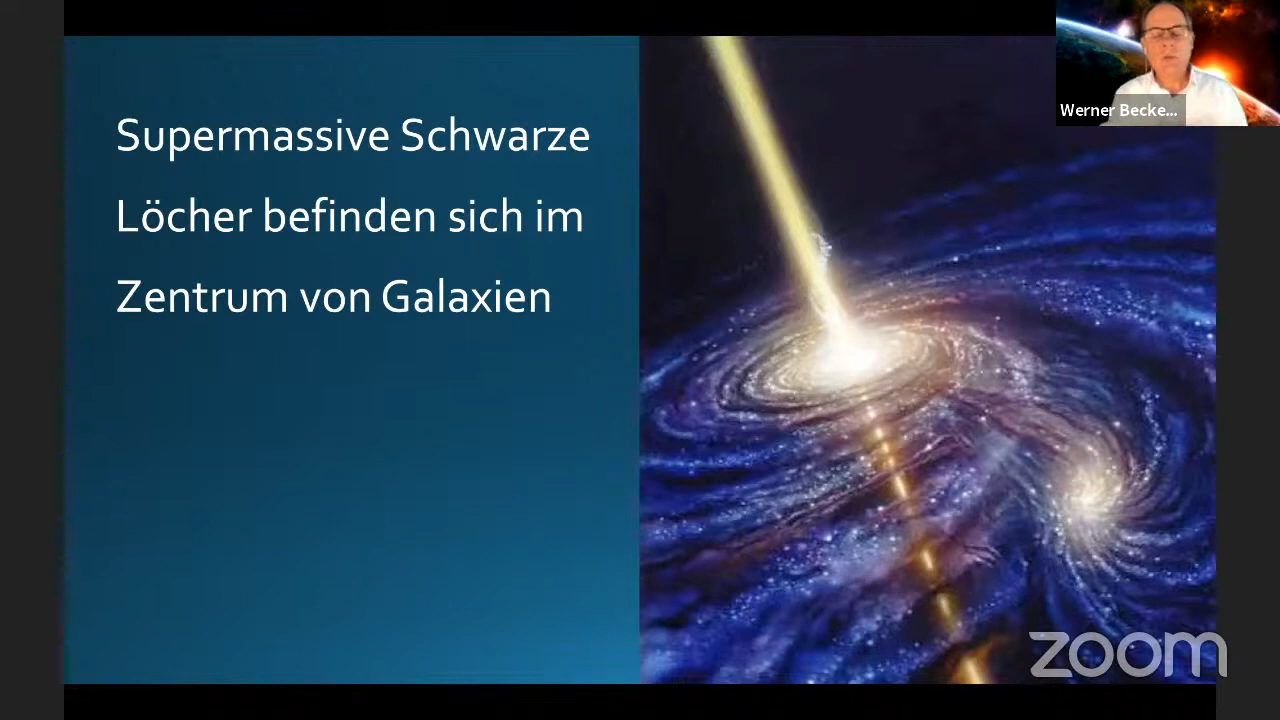 Supermassive Schwarze
Löcher befinden sich im
Zentrum von Galaxien
Werner Becke...
zoom